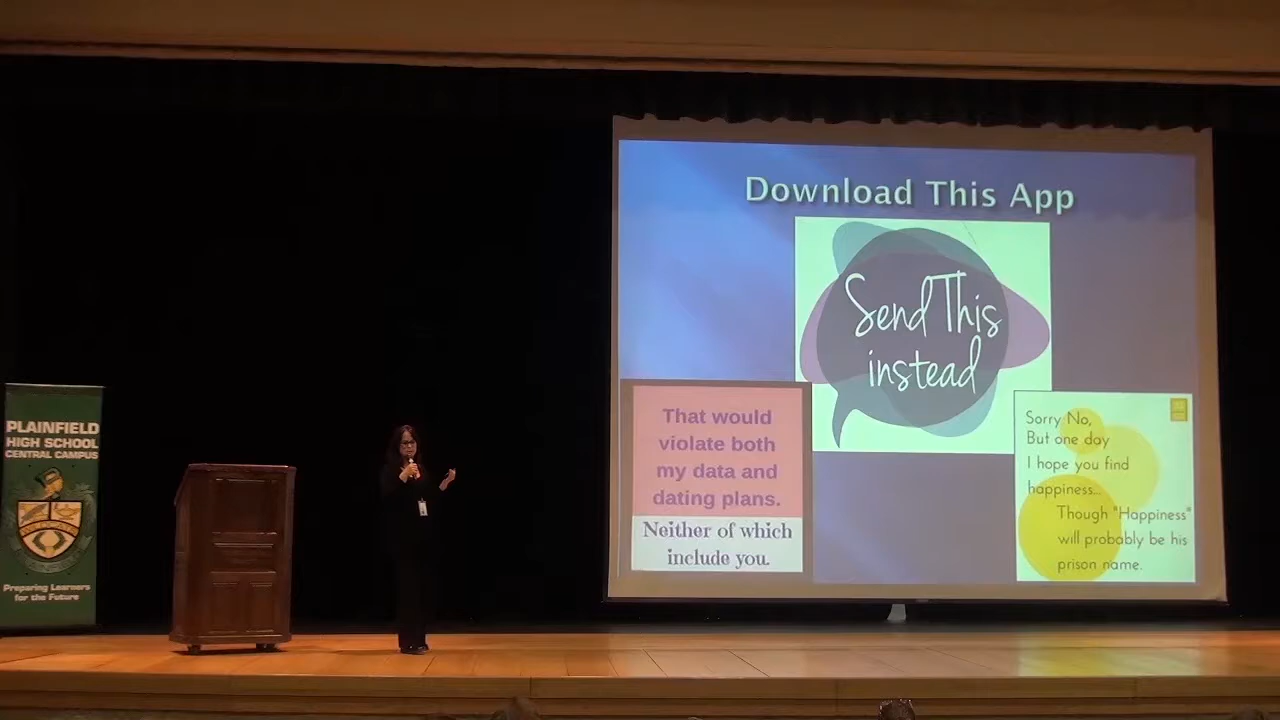 Download This App
Send This
instead
That would
violate both
my data and
dating plans.
Neither of which
include you.
Sorry No,
But one day
I hope you find
happiness...
Though "Happiness"
will probably be his
prison name.
PLAINFIELD
HIGH SCHOOL
CENTRAL CAMPUS
Preparing Learners
for the Future